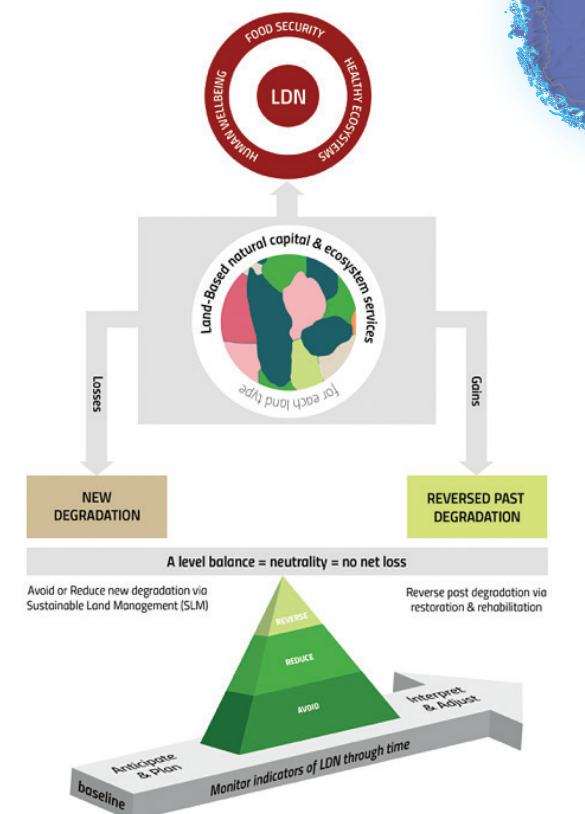 FOOD SECURITY
HUMAN WELLBEING
HEALTHY ECOSYSTEMS
LDN
Land-Based natural capital & ecosystem services
for each land type
Losses
Gains
NEW
DEGRADATION
REVERSED PAST
DEGRADATION
A level balance = neutrality = no net loss
Avoid or Reduce new degradation via
Sustainable Land Management (SLM)
Reverse past degradation via
restoration & rehabilitation
REVERSE
REDUCE
AVOID
Anticipate
& Plan
Interpret
& Adjust
baseline
Monitor indicators of LDN through time